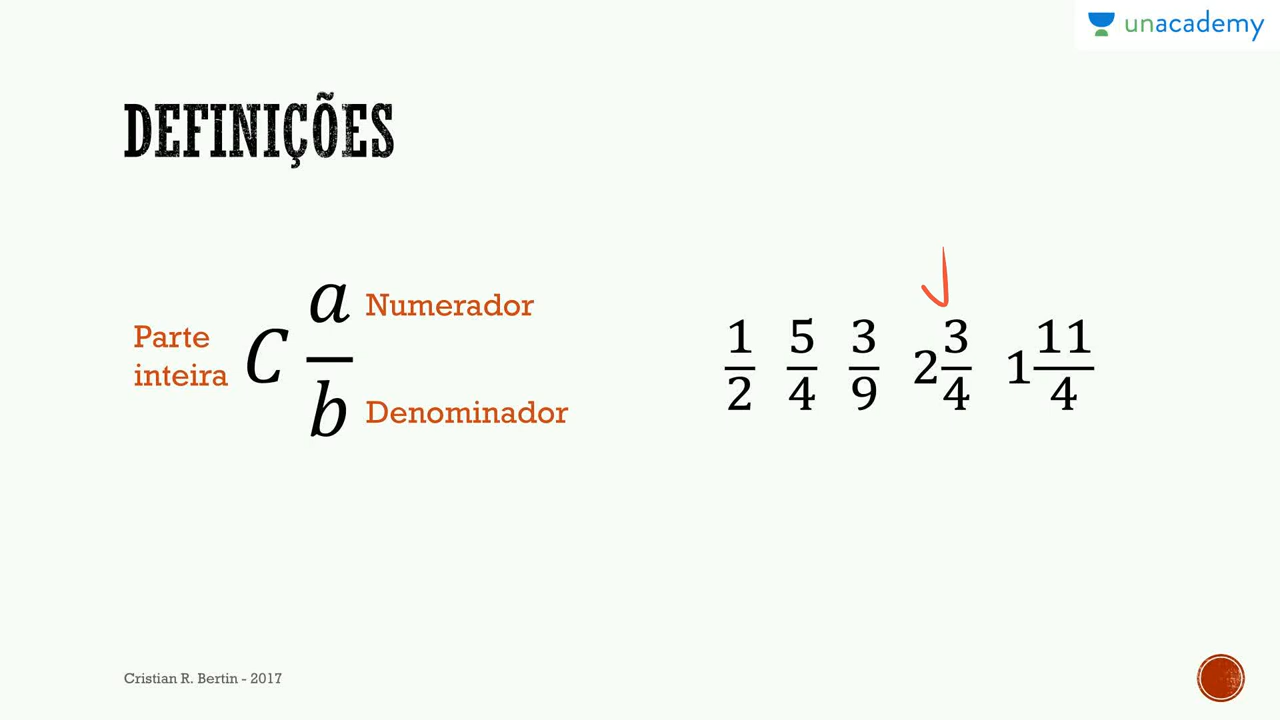 unacademy
DEFINIÇÕES
Parte
inteira
C a/b
Numerador
Denominador
1/2 5/4 3/9 2 3/4 1 11/4
Cristian R. Bertin - 2017